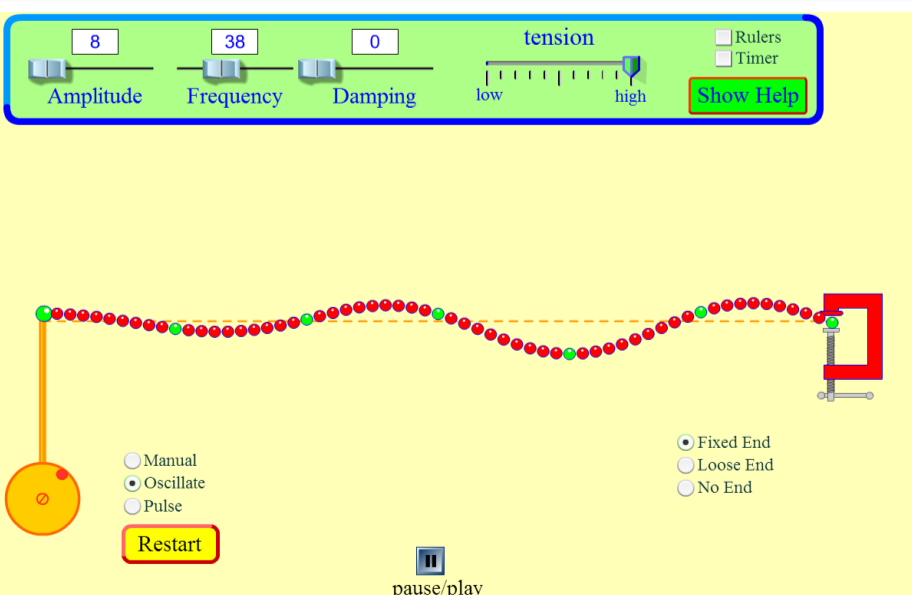 8
38
0
tension
Rulers
Timer
Amplitude
Frequency
Damping
low
high
Show Help
Manual
Oscillate
Pulse
Restart
Fixed End
Loose End
No End
pause/play